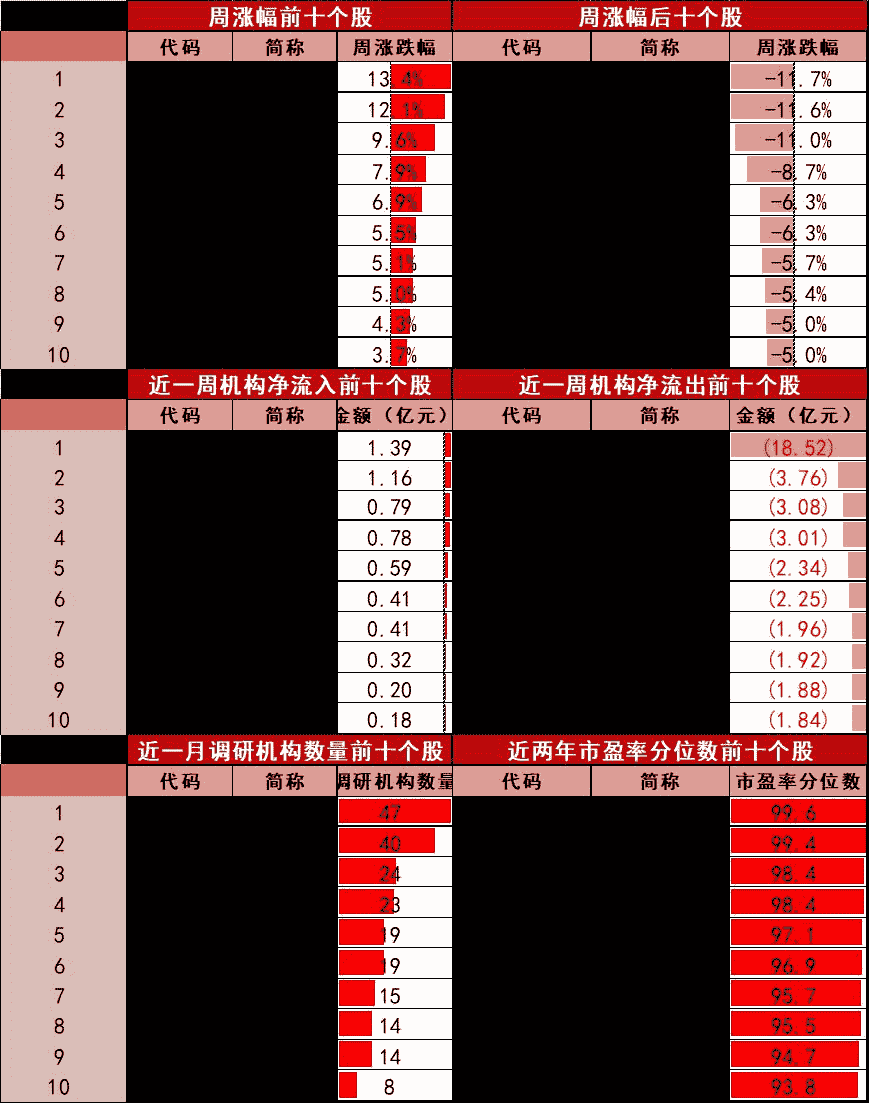 周涨幅前十个股 周涨幅后十个股
代码 简称 周涨跌幅 代码 简称 周涨跌幅
1 13.4% -11.7%
2 12.1% -11.6%
3 9.6% -11.0%
4 7.9% -8.7%
5 6.9% -6.3%
6 5.5% -6.3%
7 5.1% -5.7%
8 5.0% -5.4%
9 4.3% -5.0%
10 3.7% -5.0%
近一周机构净流入前十个股 近一周机构净流出前十个股
代码 简称 金额（亿元） 代码 简称 金额（亿元）
1 1.39 (18.52)
2 1.16 (3.76)
3 0.79 (3.08)
4 0.78 (3.01)
5 0.59 (2.34)
6 0.41 (2.25)
7 0.41 (1.96)
8 0.32 (1.92)
9 0.20 (1.88)
10 0.18 (1.84)
近一月调研机构数量前十个股 近两年市盈率分位数前十个股
代码 简称 调研机构数量 代码 简称 市盈率分位数
1 47 99.6
2 40 99.4
3 24 98.4
4 23 98.4
5 19 97.1
6 19 96.9
7 15 95.7
8 14 95.5
9 14 94.7
10 8 93.8